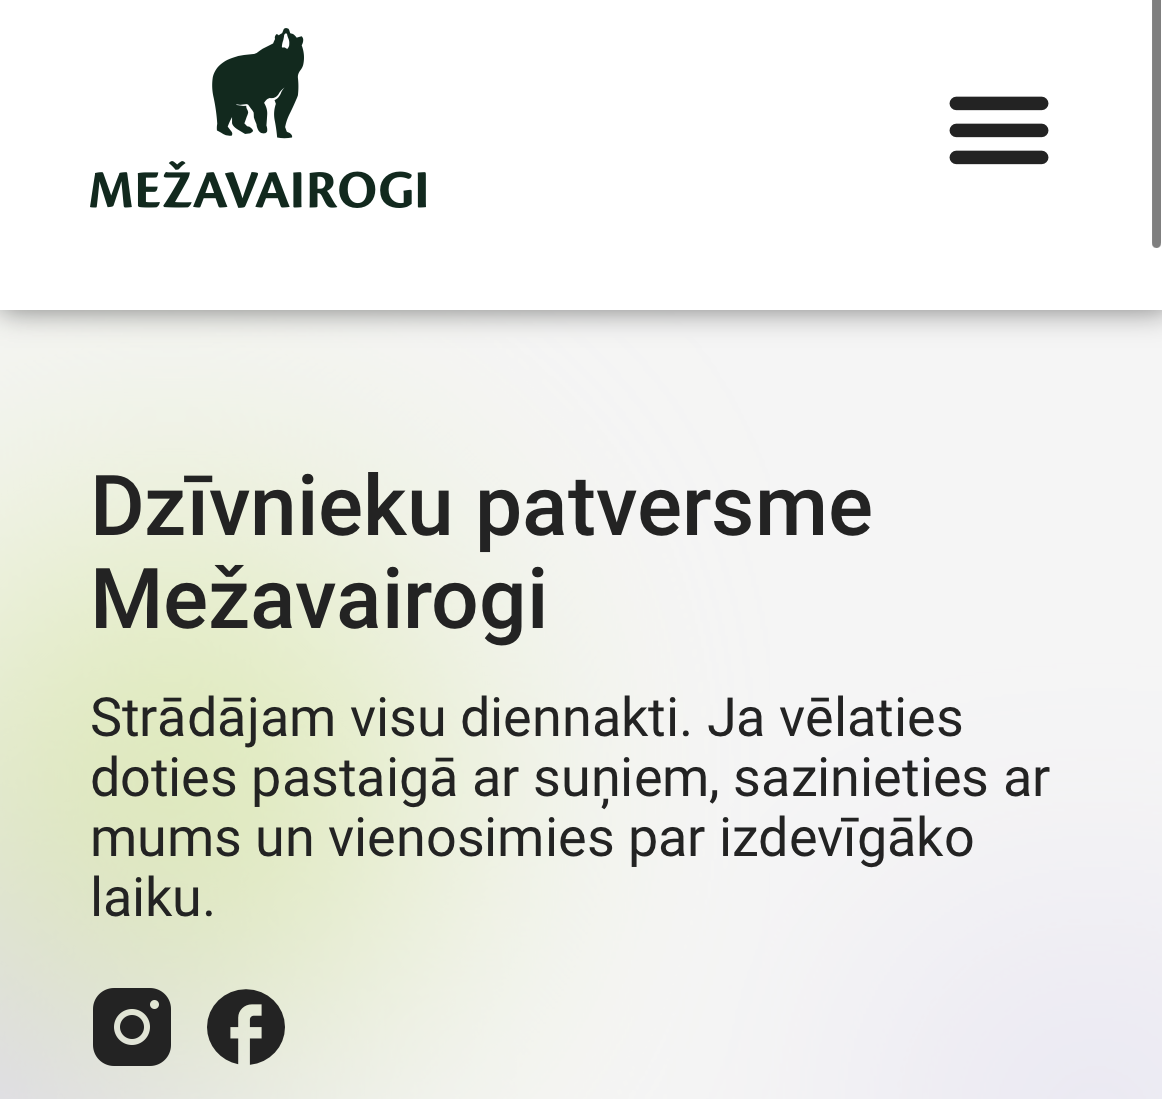 MEŽAVAIROGI
Dzīvnieku patversme
Mežavairogi
Strādājam visu diennakti. Ja vēlaties
doties pastaigā ar suņiem, sazinieties ar
mums un vienosimies par izdevīgāko
laiku.